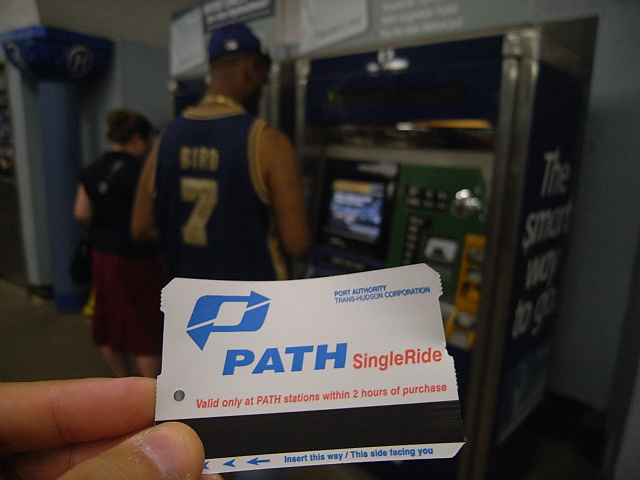 BIRD
7
The
smart
way
to go.
PORT AUTHORITY
TRANS-HUDSON CORPORATION
PATH SingleRide
Valid only at PATH stations within 2 hours of purchase
Insert this way / This side facing you